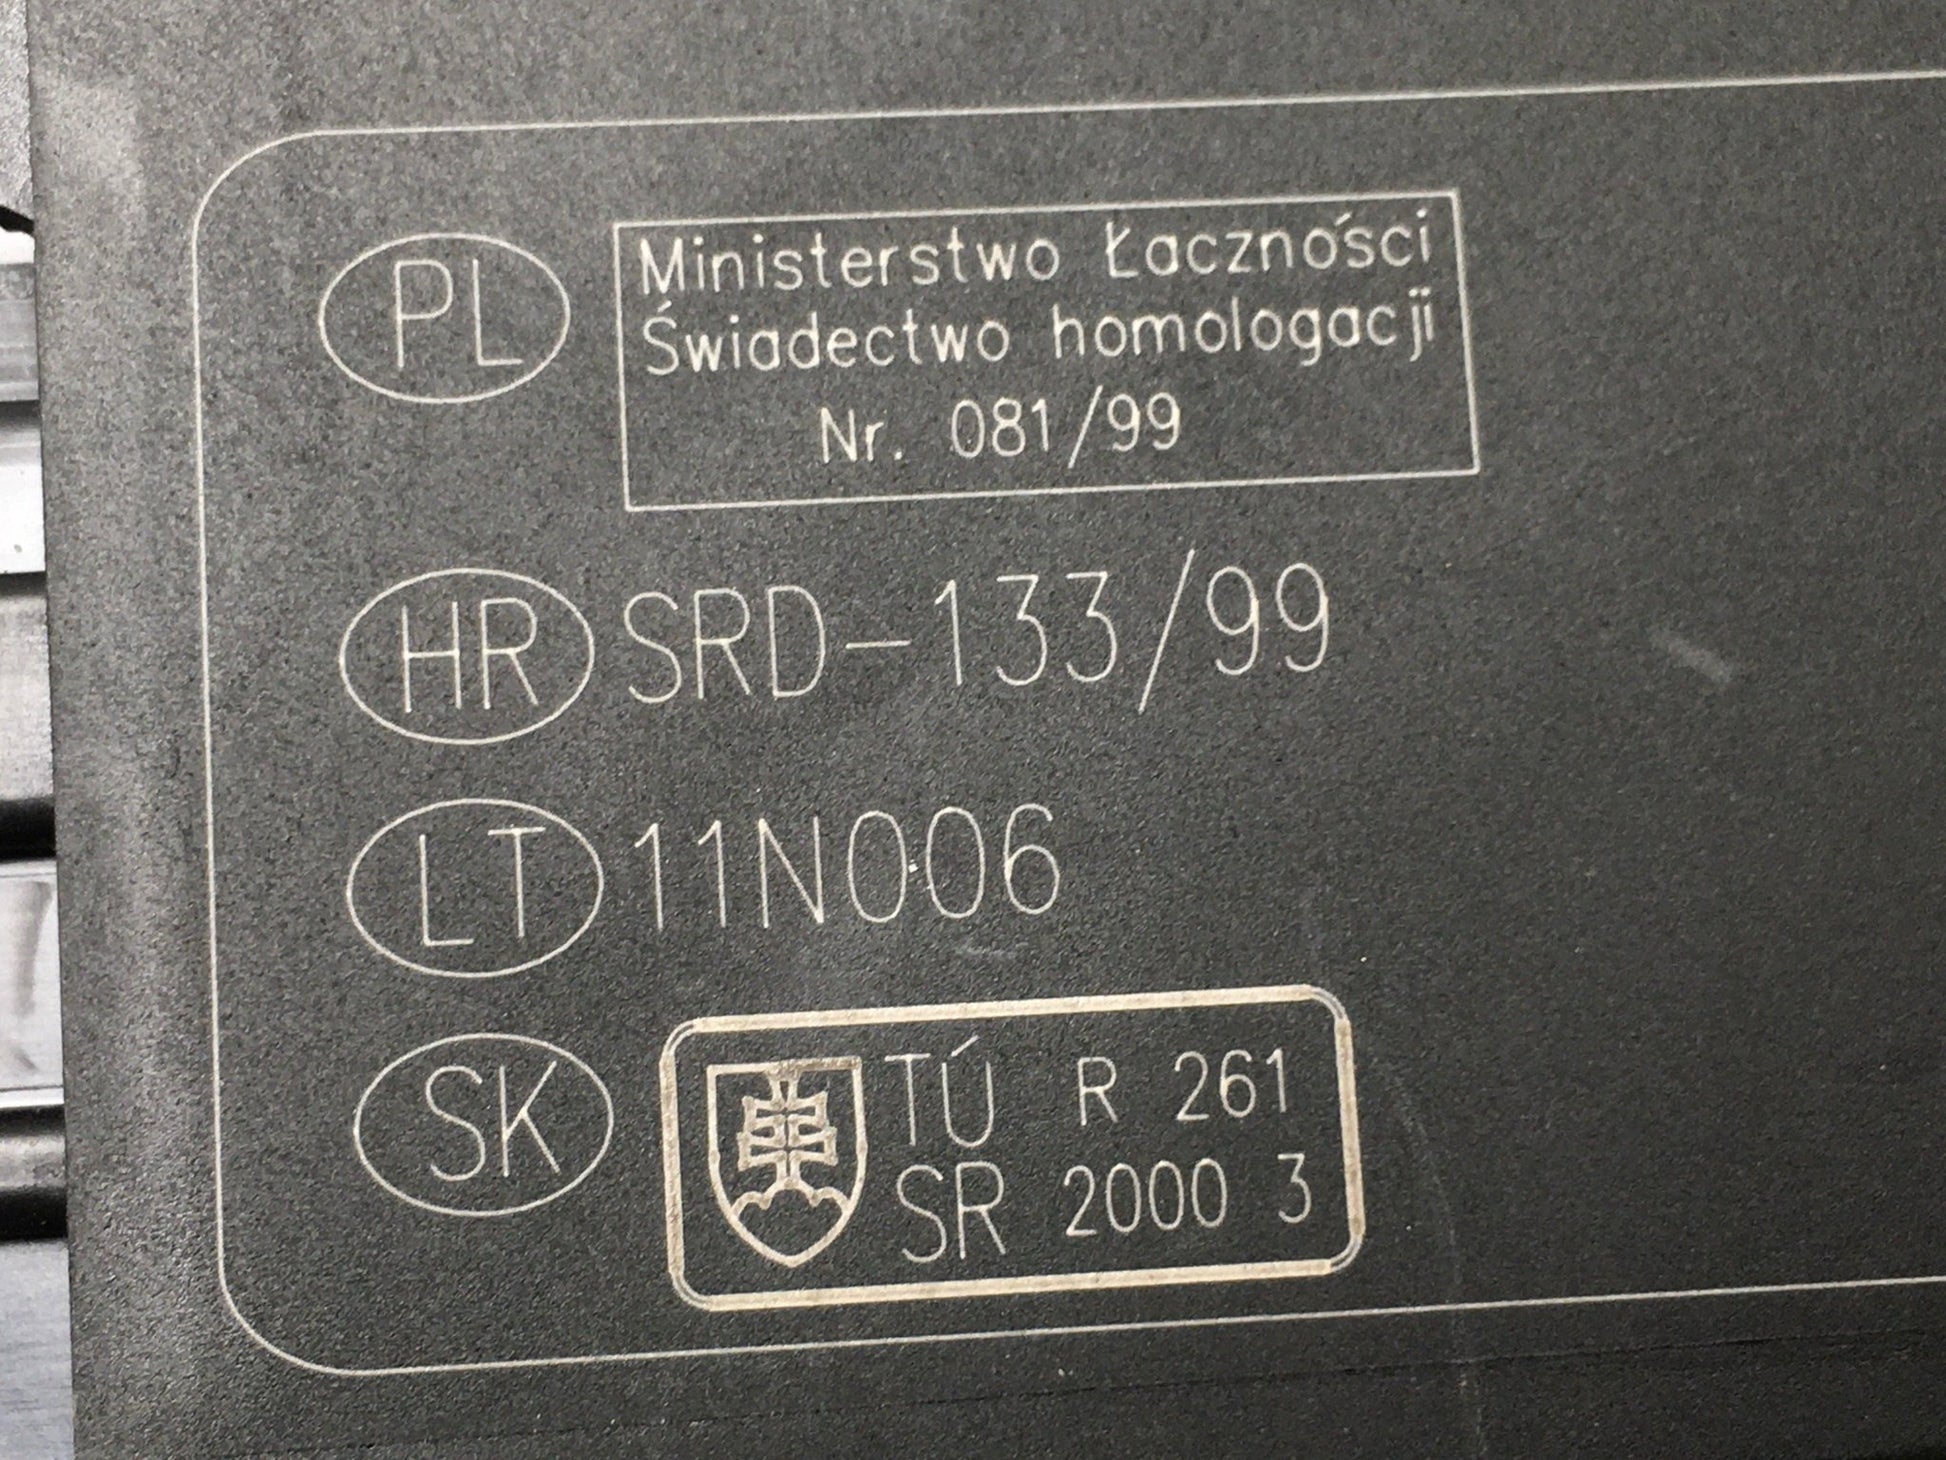 PL
Ministerstwo Łaczności
Świadectwo homologacji
Nr. 081/99
HR SRD-133/99
LT 11N006
SK
TÚ R 261
SR 2000 3